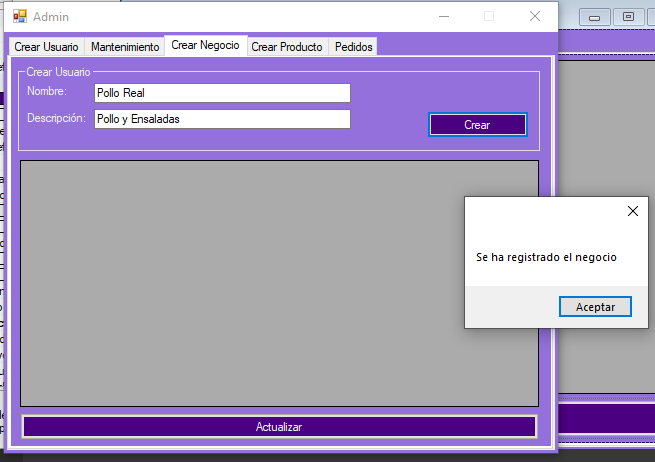 Admin
Crear Usuario
Mantenimiento
Crear Negocio
Crear Producto
Pedidos
Crear Usuario
Nombre:
Pollo Real
Descripción:
Pollo y Ensaladas
Crear
Se ha registrado el negocio
Aceptar
Actualizar